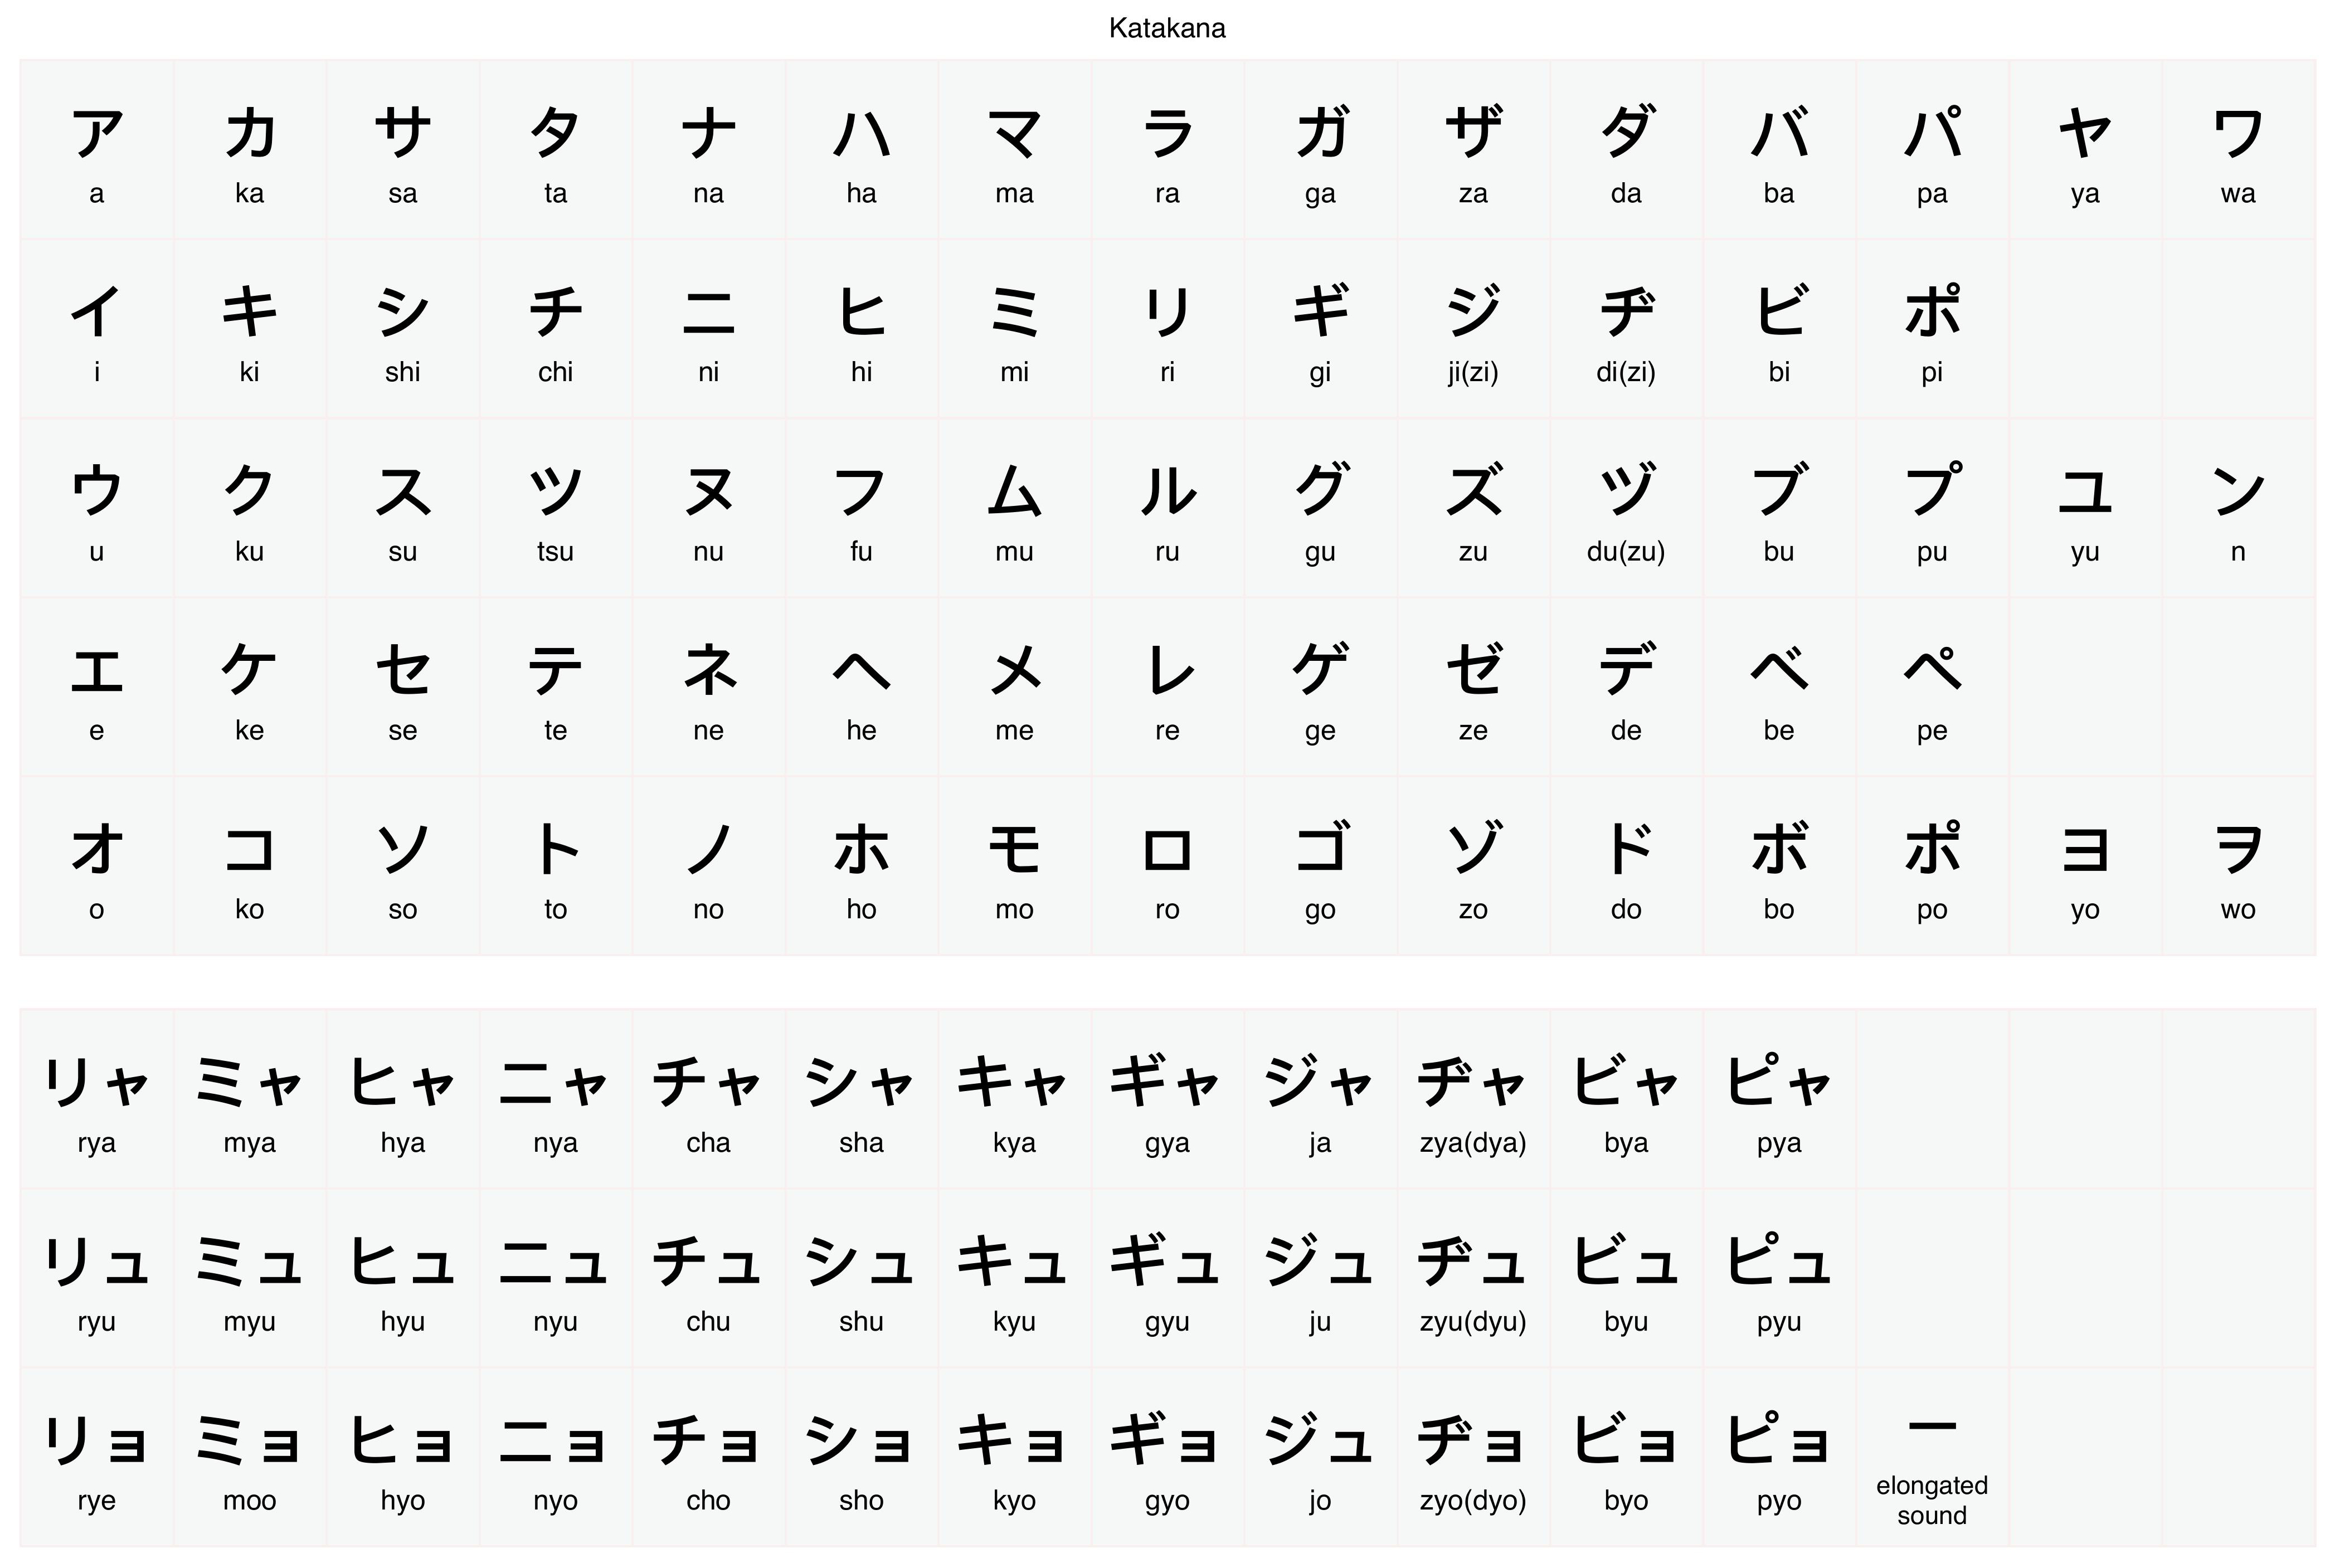 Katakana
ア カ サ タ ナ ハ マ ラ ガ ザ ダ バ パ ヤ ワ
a ka sa ta na ha ma ra ga za da ba pa ya wa
イ キ シ チ ニ ヒ ミ リ ギ ジ ヂ ビ ポ
i ki shi chi ni hi mi ri gi ji(zi) di(zi) bi pi
ウ ク ス ツ ヌ フ ム ル グ ズ ヅ ブ プ ユ ン
u ku su tsu nu fu mu ru gu zu du(zu) bu pu yu n
エ ケ セ テ ネ ヘ メ レ ゲ ゼ デ ベ ペ
e ke se te ne he me re ge ze de be pe
オ コ ソ ト ノ ホ モ ロ ゴ ゾ ド ボ ポ ヨ ヲ
o ko so to no ho mo ro go zo do bo po yo wo
リャ ミャ ヒャ ニャ チャ シャ キャ ギャ ジャ ヂャ ビャ ピャ
rya mya hya nya cha sha kya gya ja zya(dya) bya pya
リュ ミュ ヒュ ニュ チュ シュ キュ ギュ ジュ ヂュ ビュ ピュ
ryu myu hyu nyu chu shu kyu gyu ju zyu(dyu) byu pyu
リョ ミョ ヒョ ニョ チョ ショ キョ ギョ ジュ ヂョ ビョ ピョ ー
rye moo hyo nyo cho sho kyo gyo jo zyo(dyo) byo pyo elongated
sound